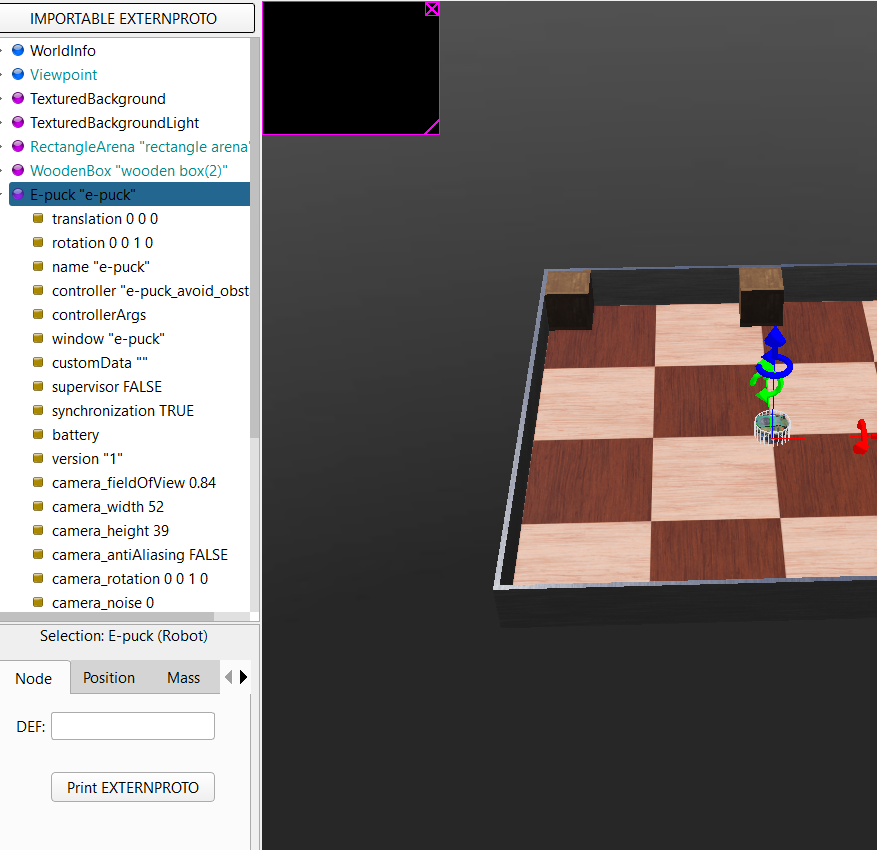 IMPORTABLE EXTERNPROTO
WorldInfo
Viewpoint
TexturedBackground
TexturedBackgroundLight
RectangleArena "rectangle arena"
WoodenBox "wooden box(2)"
E-puck "e-puck"
translation 0 0 0
rotation 0 0 1 0
name "e-puck"
controller "e-puck_avoid_obst
controllerArgs
window "e-puck"
customData ""
supervisor FALSE
synchronization TRUE
battery
version "1"
camera_fieldOfView 0.84
camera_width 52
camera_height 39
camera_antiAliasing FALSE
camera_rotation 0 0 1 0
camera_noise 0
Selection: E-puck (Robot)
Node Position Mass
DEF:
Print EXTERNPROTO